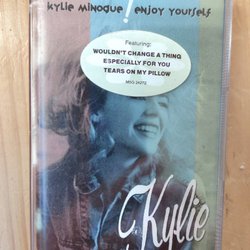 kylie minogue / enjoy yourself
Featuring:
WOULDN'T CHANGE A THING
ESPECIALLY FOR YOU
TEARS ON MY PILLOW
Kylie